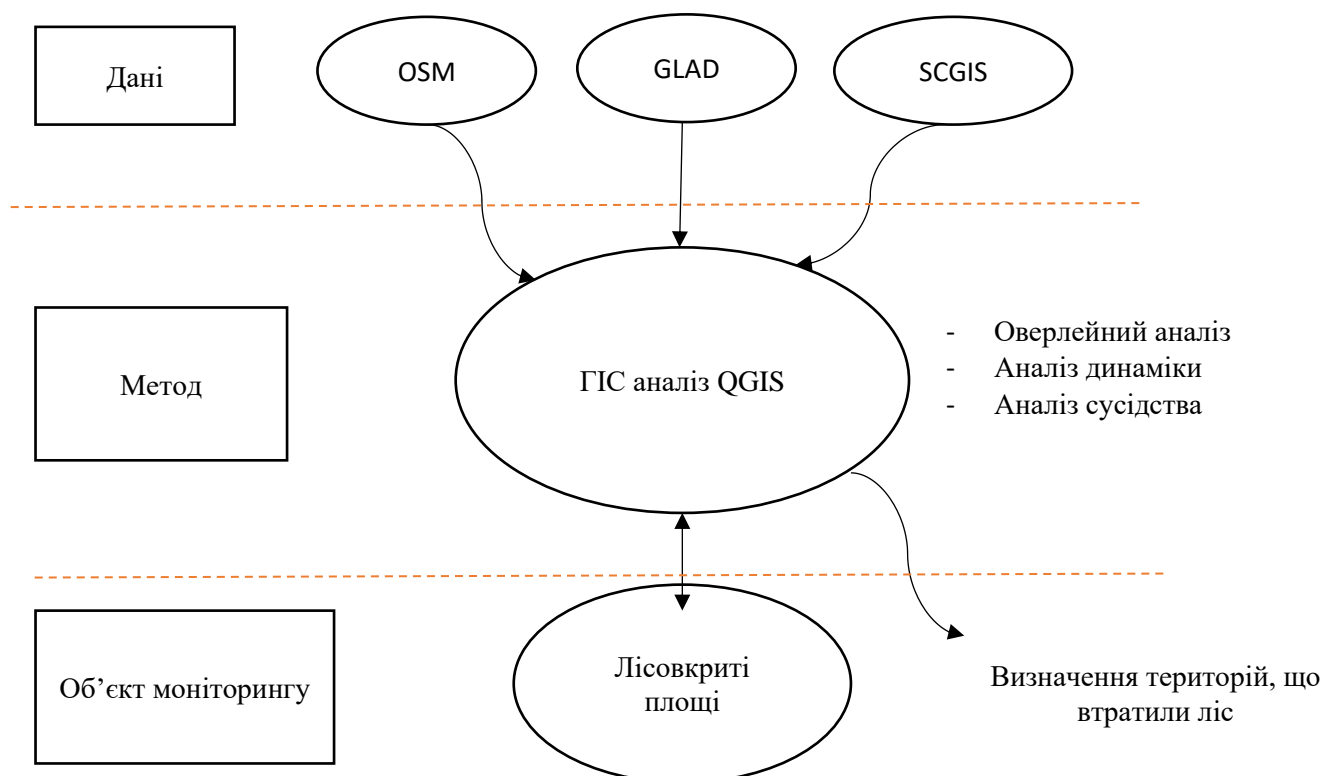 Дані
OSM
GLAD
SCGIS
Метод
ГІС аналіз QGIS
- Оверлейний аналіз
- Аналіз динаміки
- Аналіз сусідства
Об’єкт моніторингу
Лісовкриті
площі
Визначення територій, що
втратили ліс